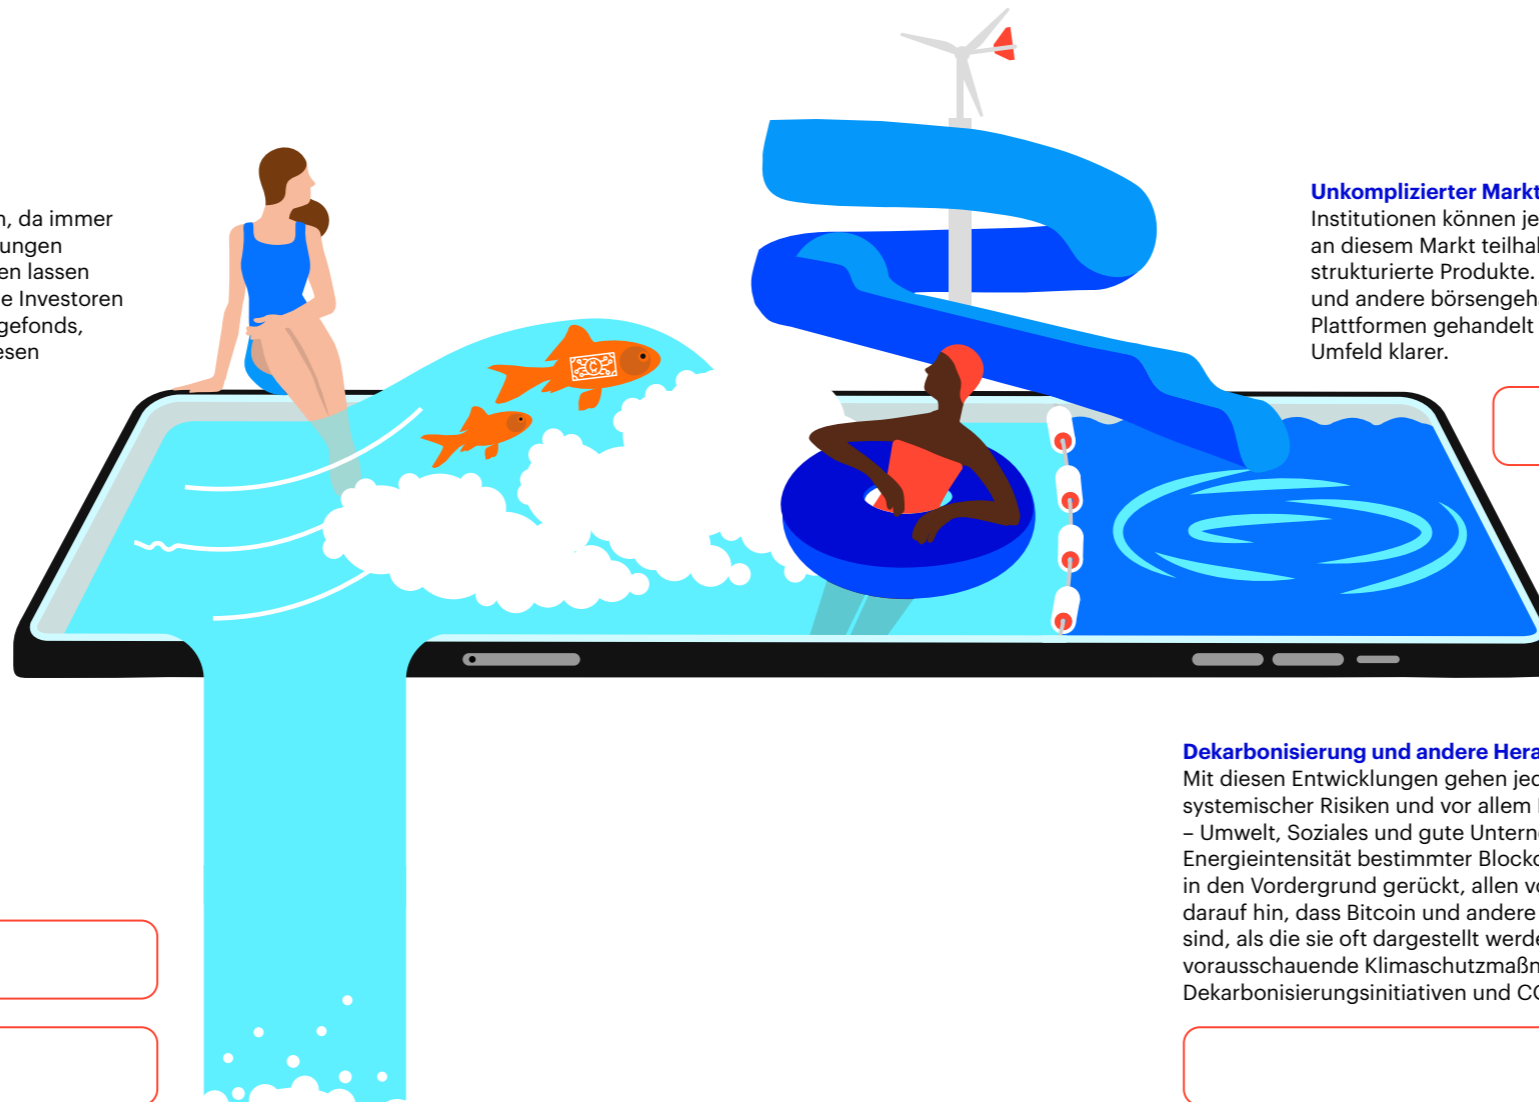 n, da immer
ungen
en lassen
e Investoren
gefonds,
esen
Unkomplizierter Markt
Institutionen können je
an diesem Markt teilha
strukturierte Produkte.
und andere börsengeh
Plattformen gehandelt
Umfeld klarer.
C
Dekarbonisierung und andere Hera
Mit diesen Entwicklungen gehen jed
systemischer Risiken und vor allem
– Umwelt, Soziales und gute Untern
Energieintensität bestimmter Blockc
in den Vordergrund gerückt, allen vo
darauf hin, dass Bitcoin und andere
sind, als die sie oft dargestellt werde
vorausschauende Klimaschutzmaßn
Dekarbonisierungsinitiativen und CO